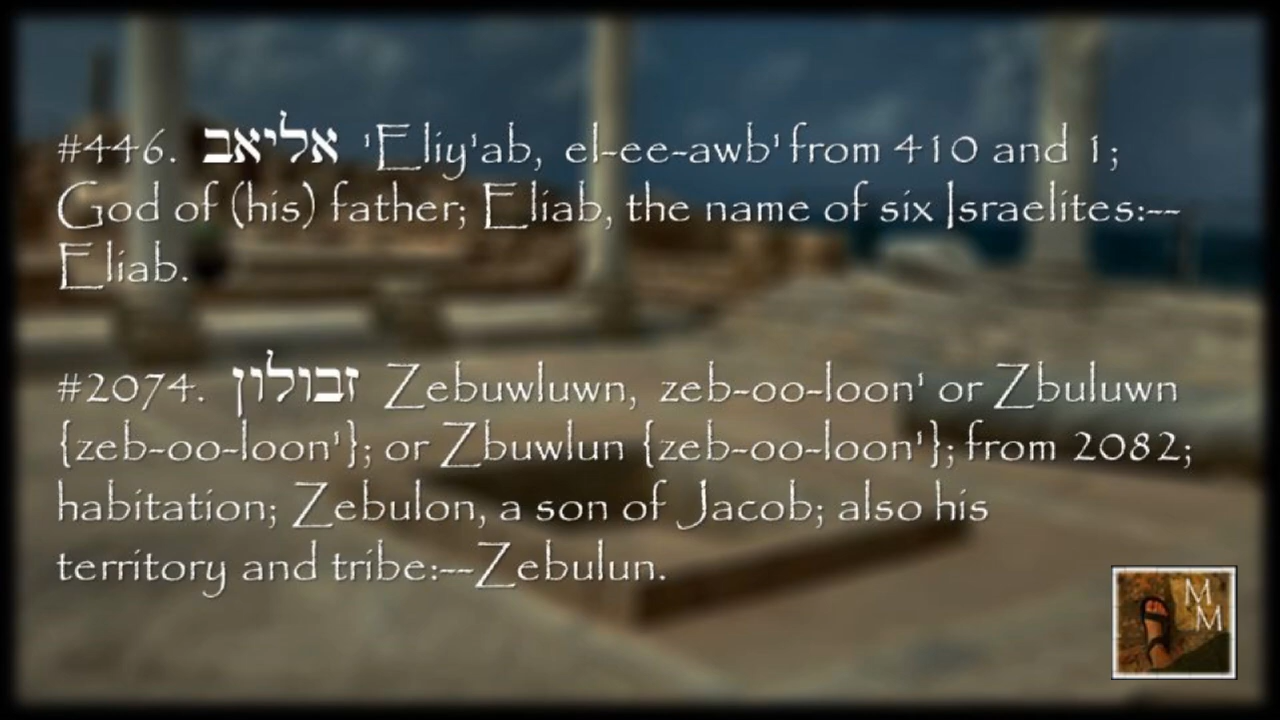 #446. אליאב 'Eliy'ab, el-ee-awb' from 410 and 1;
God of (his) father; Eliab, the name of six Israelites:--
Eliab.
#2074. זבולון Zebuwluwn, zeb-oo-loon' or Zbuluwn
{zeb-oo-loon'}; or Zbuwlun {zeb-oo-loon'}; from 2082;
habitation; Zebulon, a son of Jacob; also his
territory and tribe:--Zebulun.
M
M